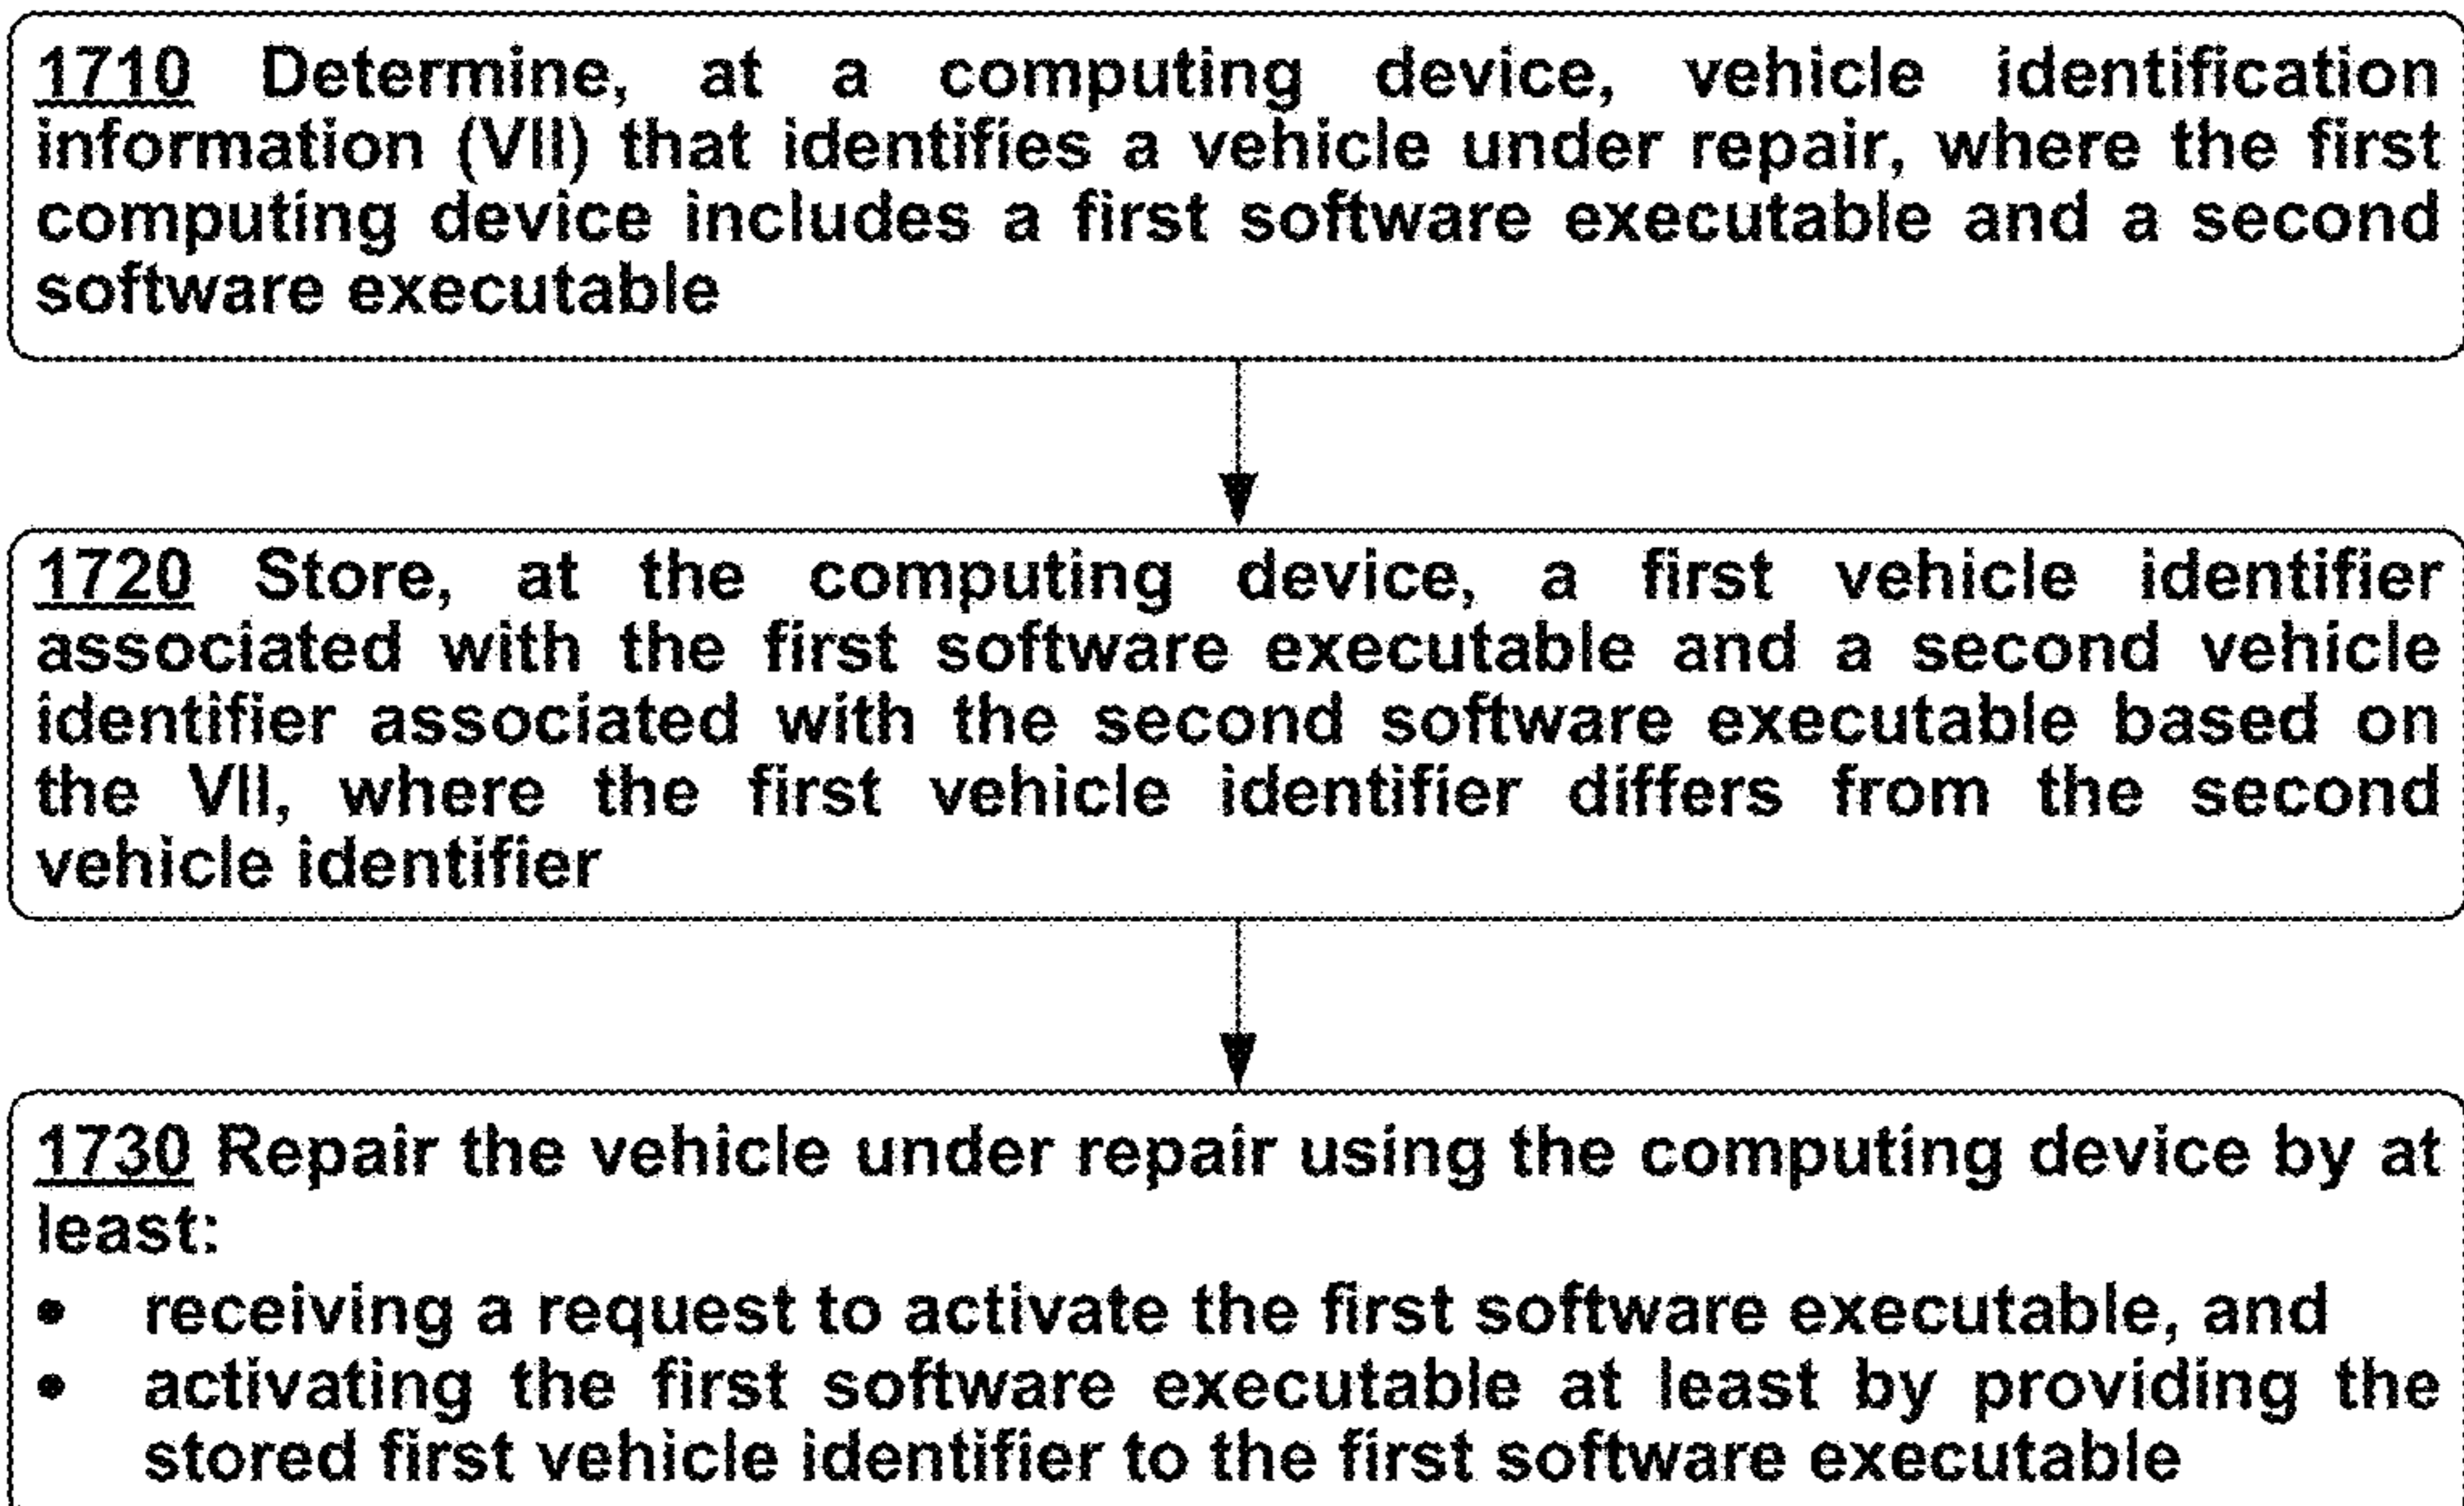 1710 Determine, at a computing device, vehicle identification
information (VII) that identifies a vehicle under repair, where the first
computing device includes a first software executable and a second
software executable
1720 Store, at the computing device, a first vehicle identifier
associated with the first software executable and a second vehicle
identifier associated with the second software executable based on
the VII, where the first vehicle identifier differs from the second
vehicle identifier
1730 Repair the vehicle under repair using the computing device by at
least:
• receiving a request to activate the first software executable, and
• activating the first software executable at least by providing the
stored first vehicle identifier to the first software executable